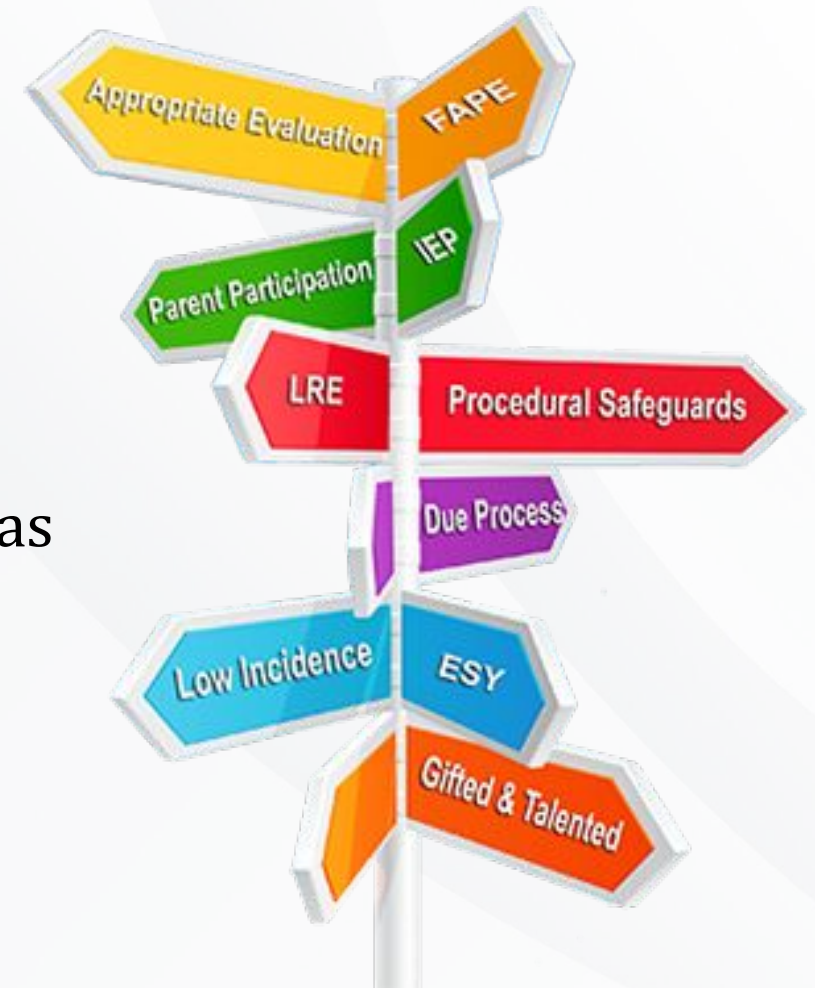 Appropriate Evaluation
FAPE
Parent Participation
IEP
LRE
Procedural Safeguards
as
Due Process
Low Incidence
ESY
Gifted & Talented